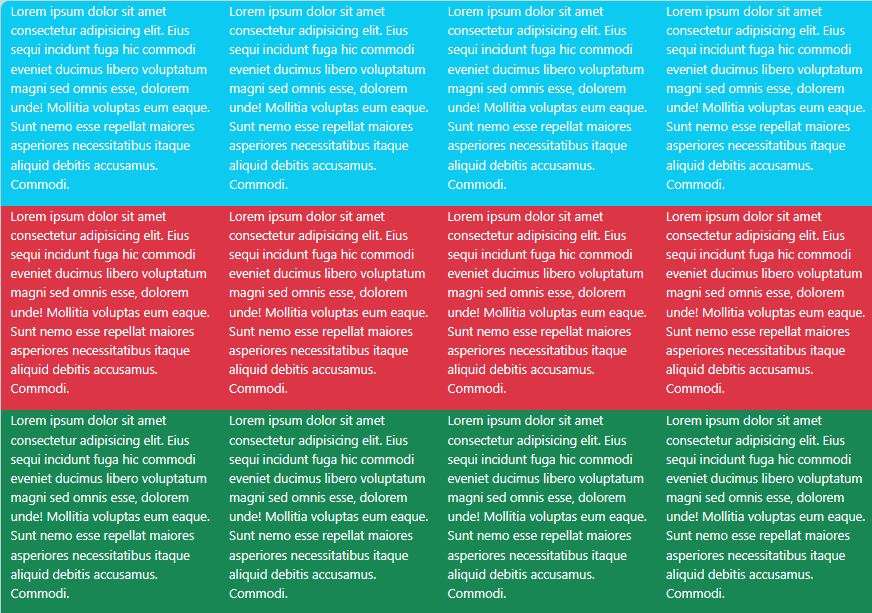 Lorem ipsum dolor sit amet
consectetur adipisicing elit. Eius
sequi incidunt fuga hic commodi
eveniet ducimus libero voluptatum
magni sed omnis esse, dolorem
unde! Mollitia voluptas eum eaque.
Sunt nemo esse repellat maiores
asperiores necessitatibus itaque
aliquid debitis accusamus.
Commodi.
Lorem ipsum dolor sit amet
consectetur adipisicing elit. Eius
sequi incidunt fuga hic commodi
eveniet ducimus libero voluptatum
magni sed omnis esse, dolorem
unde! Mollitia voluptas eum eaque.
Sunt nemo esse repellat maiores
asperiores necessitatibus itaque
aliquid debitis accusamus.
Commodi.
Lorem ipsum dolor sit amet
consectetur adipisicing elit. Eius
sequi incidunt fuga hic commodi
eveniet ducimus libero voluptatum
magni sed omnis esse, dolorem
unde! Mollitia voluptas eum eaque.
Sunt nemo esse repellat maiores
asperiores necessitatibus itaque
aliquid debitis accusamus.
Commodi.
Lorem ipsum dolor sit amet
consectetur adipisicing elit. Eius
sequi incidunt fuga hic commodi
eveniet ducimus libero voluptatum
magni sed omnis esse, dolorem
unde! Mollitia voluptas eum eaque.
Sunt nemo esse repellat maiores
asperiores necessitatibus itaque
aliquid debitis accusamus.
Commodi.
Lorem ipsum dolor sit amet
consectetur adipisicing elit. Eius
sequi incidunt fuga hic commodi
eveniet ducimus libero voluptatum
magni sed omnis esse, dolorem
unde! Mollitia voluptas eum eaque.
Sunt nemo esse repellat maiores
asperiores necessitatibus itaque
aliquid debitis accusamus.
Commodi.
Lorem ipsum dolor sit amet
consectetur adipisicing elit. Eius
sequi incidunt fuga hic commodi
eveniet ducimus libero voluptatum
magni sed omnis esse, dolorem
unde! Mollitia voluptas eum eaque.
Sunt nemo esse repellat maiores
asperiores necessitatibus itaque
aliquid debitis accusamus.
Commodi.
Lorem ipsum dolor sit amet
consectetur adipisicing elit. Eius
sequi incidunt fuga hic commodi
eveniet ducimus libero voluptatum
magni sed omnis esse, dolorem
unde! Mollitia voluptas eum eaque.
Sunt nemo esse repellat maiores
asperiores necessitatibus itaque
aliquid debitis accusamus.
Commodi.
Lorem ipsum dolor sit amet
consectetur adipisicing elit. Eius
sequi incidunt fuga hic commodi
eveniet ducimus libero voluptatum
magni sed omnis esse, dolorem
unde! Mollitia voluptas eum eaque.
Sunt nemo esse repellat maiores
asperiores necessitatibus itaque
aliquid debitis accusamus.
Commodi.
Lorem ipsum dolor sit amet
consectetur adipisicing elit. Eius
sequi incidunt fuga hic commodi
eveniet ducimus libero voluptatum
magni sed omnis esse, dolorem
unde! Mollitia voluptas eum eaque.
Sunt nemo esse repellat maiores
asperiores necessitatibus itaque
aliquid debitis accusamus.
Commodi.
Lorem ipsum dolor sit amet
consectetur adipisicing elit. Eius
sequi incidunt fuga hic commodi
eveniet ducimus libero voluptatum
magni sed omnis esse, dolorem
unde! Mollitia voluptas eum eaque.
Sunt nemo esse repellat maiores
asperiores necessitatibus itaque
aliquid debitis accusamus.
Commodi.
Lorem ipsum dolor sit amet
consectetur adipisicing elit. Eius
sequi incidunt fuga hic commodi
eveniet ducimus libero voluptatum
magni sed omnis esse, dolorem
unde! Mollitia voluptas eum eaque.
Sunt nemo esse repellat maiores
asperiores necessitatibus itaque
aliquid debitis accusamus.
Commodi.
Lorem ipsum dolor sit amet
consectetur adipisicing elit. Eius
sequi incidunt fuga hic commodi
eveniet ducimus libero voluptatum
magni sed omnis esse, dolorem
unde! Mollitia voluptas eum eaque.
Sunt nemo esse repellat maiores
asperiores necessitatibus itaque
aliquid debitis accusamus.
Commodi.